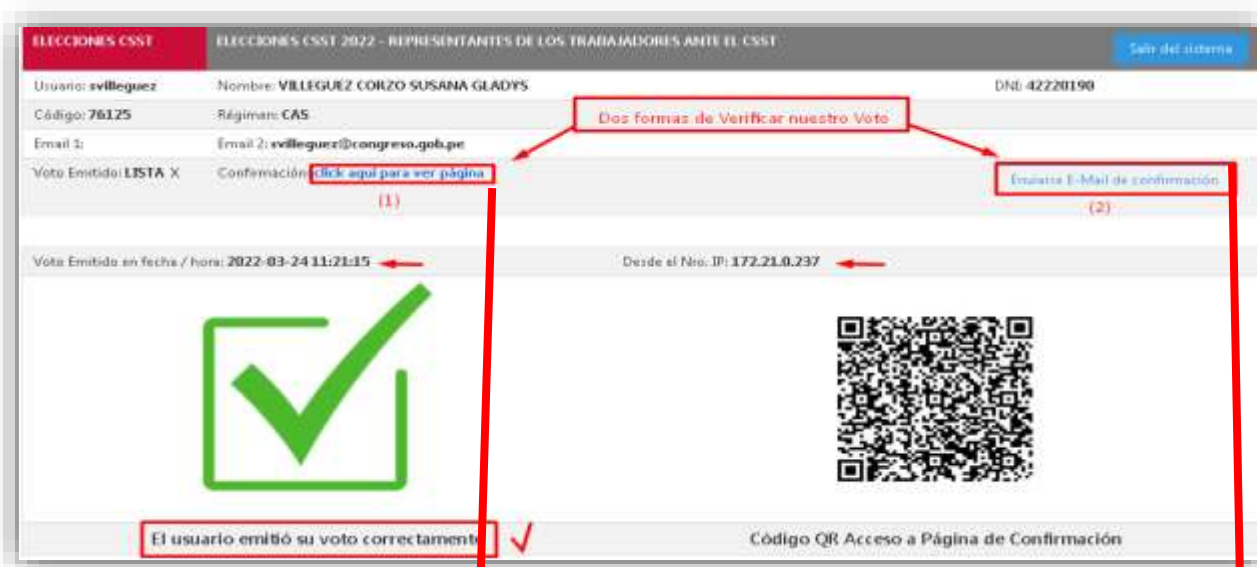 ELECCIONES CSST ELECCIONES CSST 2022 - REPRESENTANTES DE LOS TRABAJADORES ANTE EL CSST Salir del sistema
Usuario: svilleguez Nombre: VILLEGUEZ CORZO SUSANA GLADYS DNI: 42220190
Código: 76125 Régimen: CAS Dos formas de Verificar nuestro Voto
Email 1: Email 2: svilleguez@congreso.gob.pe
Voto Emitido: LISTA X Confirmación: click aquí para ver página Enviarse E-Mail de confirmación
(1) (2)
Voto Emitido en fecha / hora: 2022-03-24 11:21:15 Desde el Nro. IP: 172.21.0.237
El usuario emitió su voto correctamente Código QR Acceso a Página de Confirmación